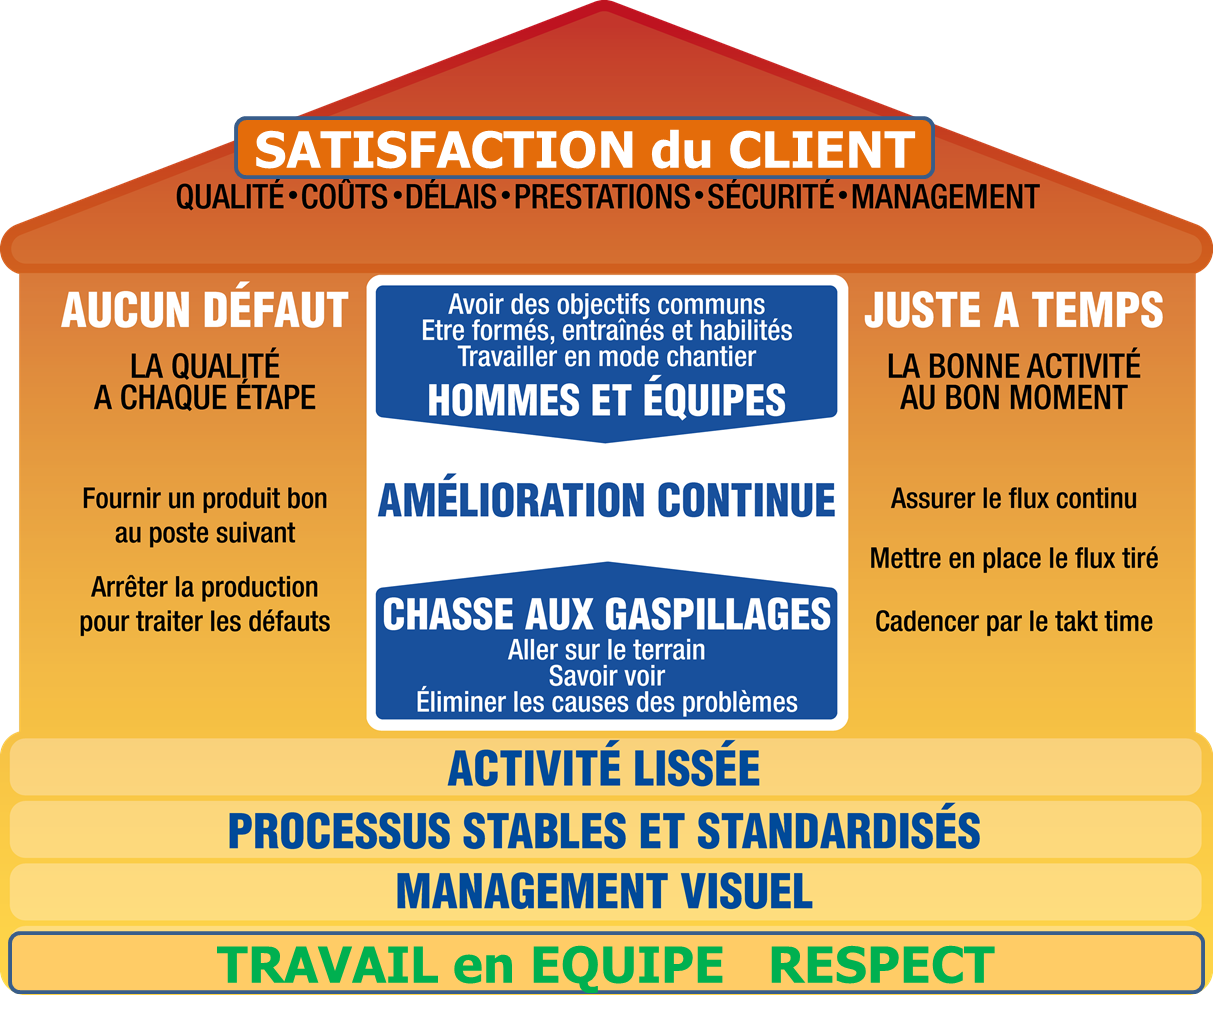 SATISFACTION du CLIENT
QUALITÉ•COÛTS•DÉLAIS•PRESTATIONS•SÉCURITÉ•MANAGEMENT
AUCUN DÉFAUT
LA QUALITÉ
A CHAQUE ÉTAPE
Fournir un produit bon
au poste suivant
Arrêter la production
pour traiter les défauts
Avoir des objectifs communs
Etre formés, entraînés et habilités
Travailler en mode chantier
HOMMES ET ÉQUIPES
AMÉLIORATION CONTINUE
CHASSE AUX GASPILLAGES
Aller sur le terrain
Savoir voir
Éliminer les causes des problèmes
JUSTE A TEMPS
LA BONNE ACTIVITÉ
AU BON MOMENT
Assurer le flux continu
Mettre en place le flux tiré
Cadencer par le takt time
ACTIVITÉ LISSÉE
PROCESSUS STABLES ET STANDARDISÉS
MANAGEMENT VISUEL
TRAVAIL en EQUIPE RESPECT